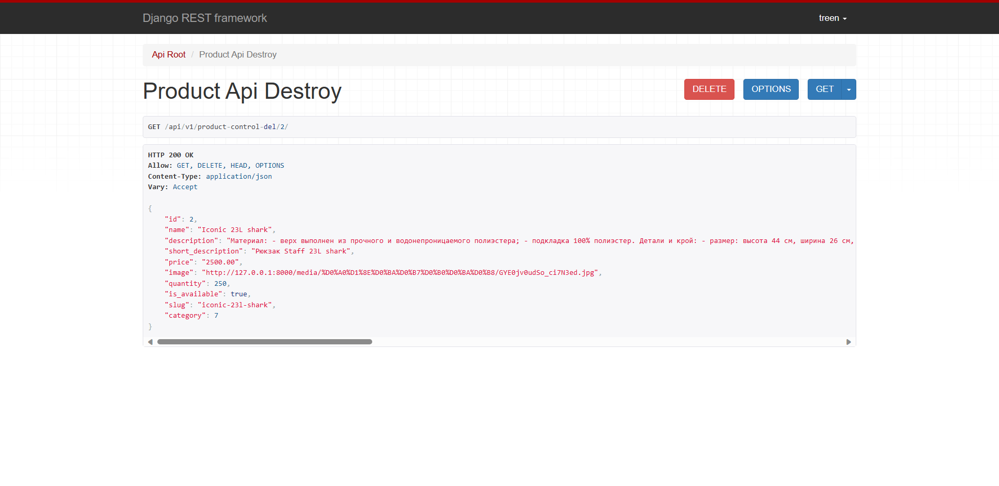 Django REST framework
treen
Api Root / Product Api Destroy
Product Api Destroy
DELETE
OPTIONS
GET
GET /api/v1/product-control-del/2/
HTTP 200 OK
Allow: GET, DELETE, HEAD, OPTIONS
Content-Type: application/json
Vary: Accept
{
    "id": 2,
    "name": "Iconic 23L shark",
    "description": "Материал: - верх выполнен из прочного и водонепроницаемого полиэстера; - подкладка 100% полиэстер. Детали и крой: - размер: высота 44 см, ширина 26 см,
    "short_description": "Рюкзак Staff 23L shark",
    "price": "2500.00",
    "image": "http://127.0.0.1:8000/media/%D0%A0%D1%8E%D0%BA%D0%B7%D0%B0%D0%BA%D0%B8/GYE0jv0udSo_ci7N3ed.jpg",
    "quantity": 250,
    "is_available": true,
    "slug": "iconic-23l-shark",
    "category": 7
}